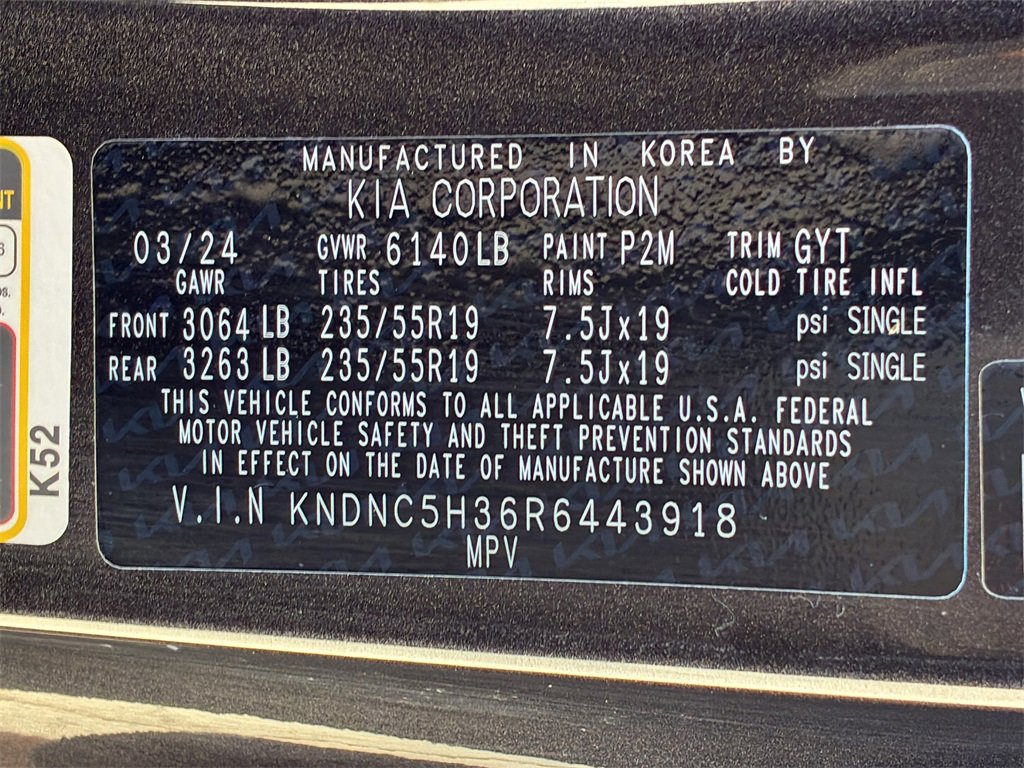 MANUFACTURED IN KOREA BY
KIA CORPORATION
03/24 GVWR 6140LB PAINT P2M TRIM GYT
GAWR TIRES RIMS COLD TIRE INFL
FRONT 3064 LB 235/55R19 7.5Jx19 psi SINGLE
REAR 3263 LB 235/55R19 7.5Jx19 psi SINGLE
THIS VEHICLE CONFORMS TO ALL APPLICABLE U.S.A. FEDERAL
MOTOR VEHICLE SAFETY AND THEFT PREVENTION STANDARDS
IN EFFECT ON THE DATE OF MANUFACTURE SHOWN ABOVE
V.I.N KNDNC5H36R6443918
MPV
K52